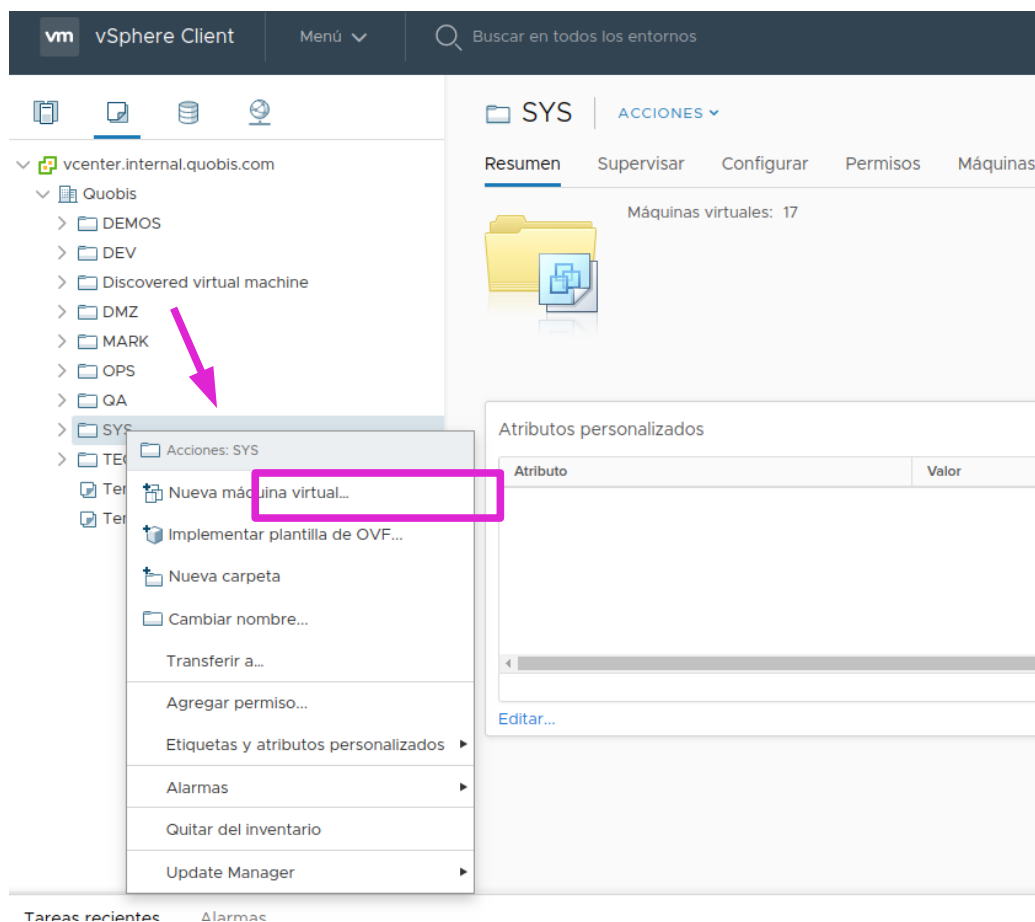 vm vSphere Client Menú Buscar en todos los entornos
SYS ACCIONES
vcenter.internal.quobis.com
Quobis
DEMOS
DEV
Discovered virtual machine
DMZ
MARK
OPS
QA
SYS
Resumen Supervisar Configurar Permisos Máquinas
Máquinas virtuales: 17
Acciones: SYS
Nueva máquina virtual...
Implementar plantilla de OVF...
Nueva carpeta
Cambiar nombre...
Transferir a...
Agregar permiso...
Etiquetas y atributos personalizados
Alarmas
Quitar del inventario
Update Manager
Atributos personalizados
Atributo Valor
Editar...
Tareas recientes Alarmas